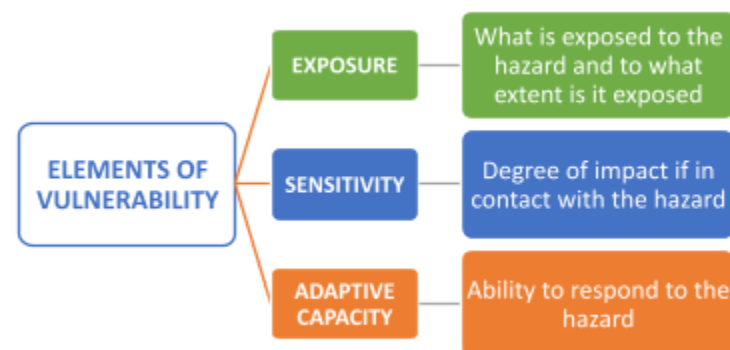 ELEMENTS OF
VULNERABILITY
EXPOSURE
What is exposed to the
hazard and to what
extent is it exposed
SENSITIVITY
Degree of impact if in
contact with the hazard
ADAPTIVE
CAPACITY
Ability to respond to the
hazard